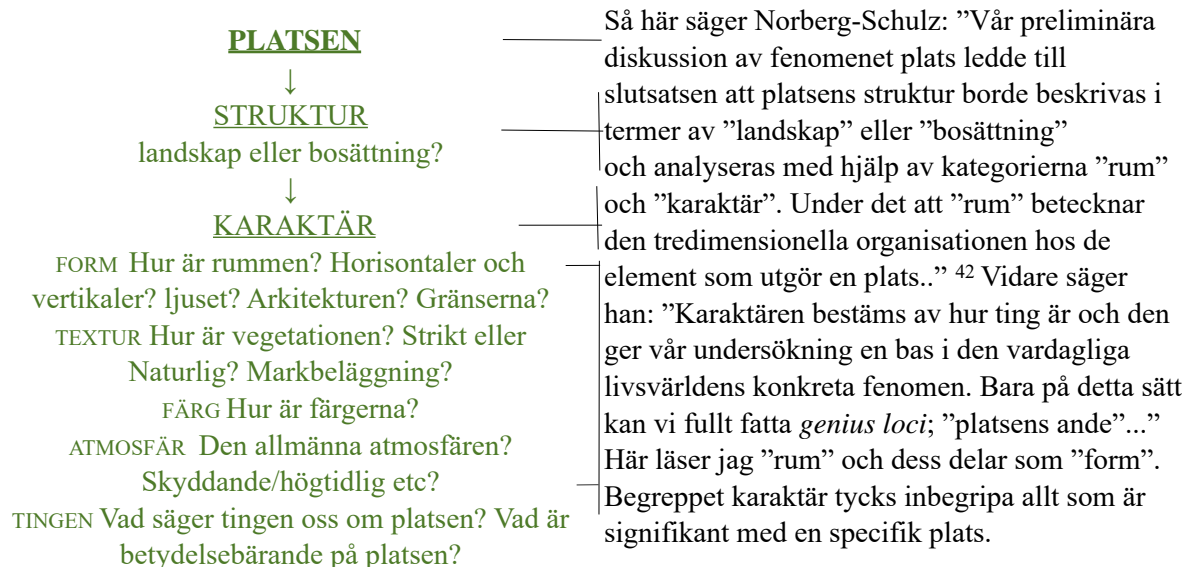 PLATSEN
↓
STRUKTUR
landskap eller bosättning?
↓
KARAKTÄR
FORM Hur är rummen? Horisontaler och
vertikaler? ljuset? Arkitekturen? Gränserna?
TEXTUR Hur är vegetationen? Strikt eller
Naturlig? Markbeläggning?
FÄRG Hur är färgerna?
ATMOSFÄR Den allmänna atmosfären?
Skyddande/högtidlig etc?
TINGEN Vad säger tingen oss om platsen? Vad är
betydelsebärande på platsen?
Så här säger Norberg-Schulz: ”Vår preliminära
diskussion av fenomenet plats ledde till
slutsatsen att platsens struktur borde beskrivas i
termer av ”landskap” eller ”bosättning”
och analyseras med hjälp av kategorierna ”rum”
och ”karaktär”. Under det att ”rum” betecknar
den tredimensionella organisationen hos de
element som utgör en plats..” 42 Vidare säger
han: ”Karaktären bestäms av hur ting är och den
ger vår undersökning en bas i den vardagliga
livsvärldens konkreta fenomen. Bara på detta sätt
kan vi fullt fatta genius loci; ”platsens ande”...”
Här läser jag ”rum” och dess delar som ”form”.
Begreppet karaktär tycks inbegripa allt som är
signifikant med en specifik plats.